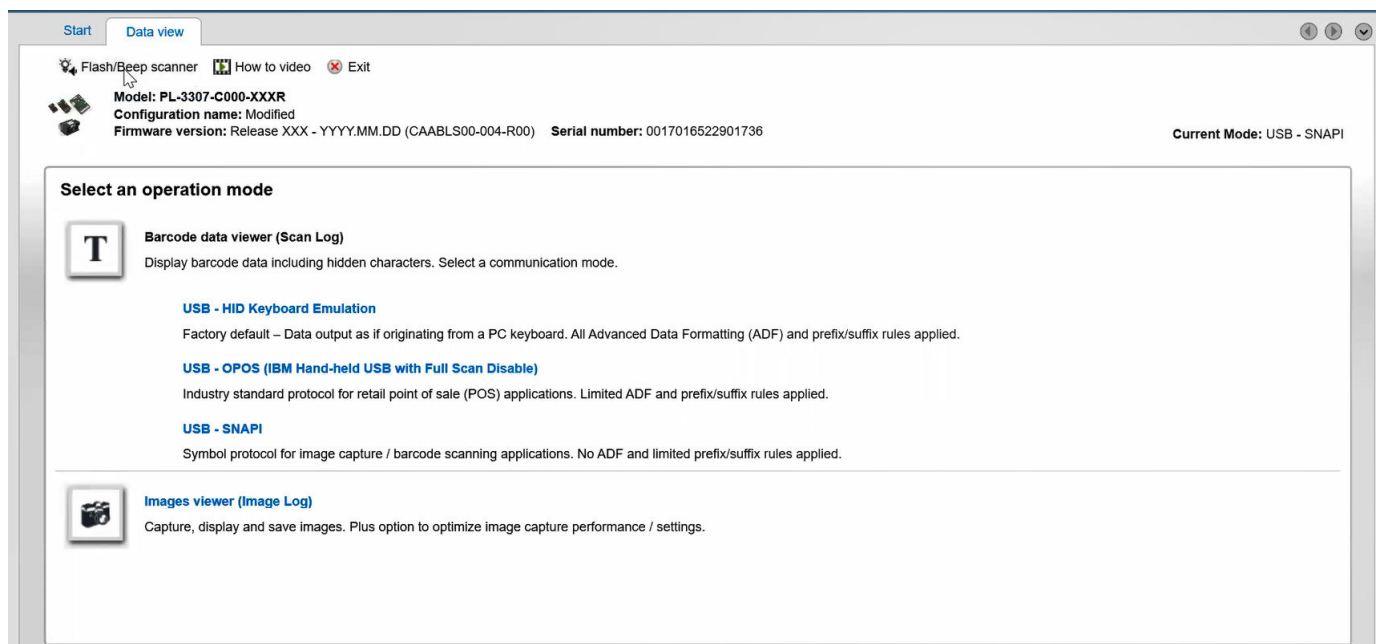 Start Data view
Flash/Beep scanner How to video Exit
Model: PL-3307-C000-XXXR
Configuration name: Modified
Firmware version: Release XXX - YYYY.MM.DD (CAABLS00-004-R00) Serial number: 0017016522901736
Current Mode: USB - SNAPI
Select an operation mode
T
Barcode data viewer (Scan Log)
Display barcode data including hidden characters. Select a communication mode.
USB - HID Keyboard Emulation
Factory default – Data output as if originating from a PC keyboard. All Advanced Data Formatting (ADF) and prefix/suffix rules applied.
USB - OPOS (IBM Hand-held USB with Full Scan Disable)
Industry standard protocol for retail point of sale (POS) applications. Limited ADF and prefix/suffix rules applied.
USB - SNAPI
Symbol protocol for image capture / barcode scanning applications. No ADF and limited prefix/suffix rules applied.
Images viewer (Image Log)
Capture, display and save images. Plus option to optimize image capture performance / settings.